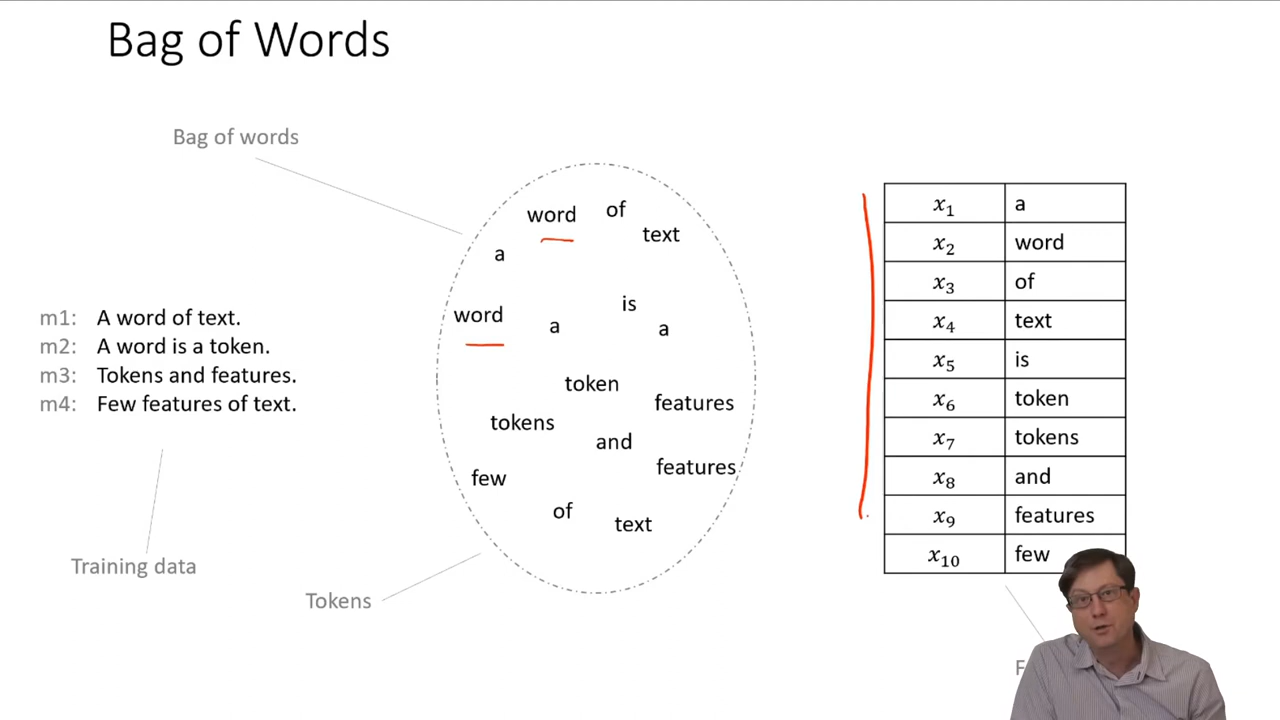 Bag of Words
Bag of words
m1: A word of text.
m2: A word is a token.
m3: Tokens and features.
m4: Few features of text.
Training data
word of
text
a
is
word a a
token
features
tokens
and
features
few
of
text
Tokens
x₁ a
x₂ word
x₃ of
x₄ text
x₅ is
x₆ token
x₇ tokens
x₈ and
x₉ features
x₁₀ few